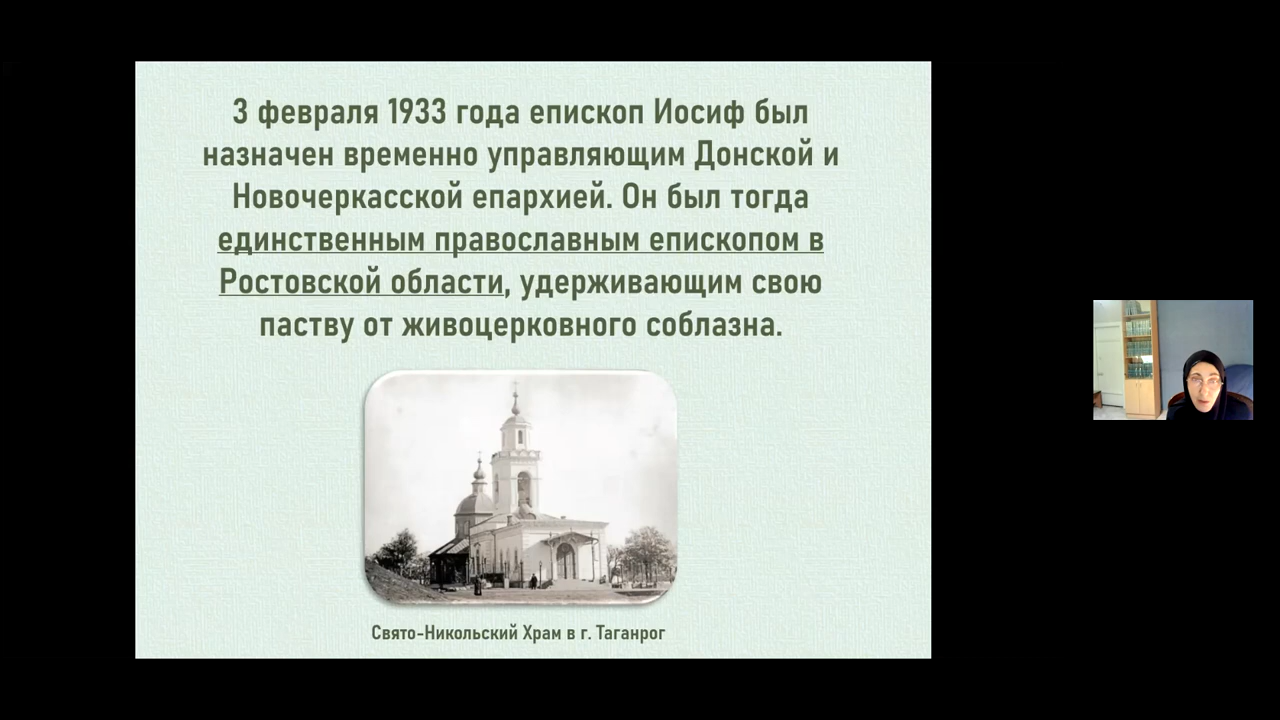 3 февраля 1933 года епископ Иосиф был
назначен временно управляющим Донской и
Новочеркасской епархией. Он был тогда
единственным православным епископом в
Ростовской области, удерживающим свою
паству от живоцерковного соблазна.
Свято-Никольский Храм в г. Таганрог